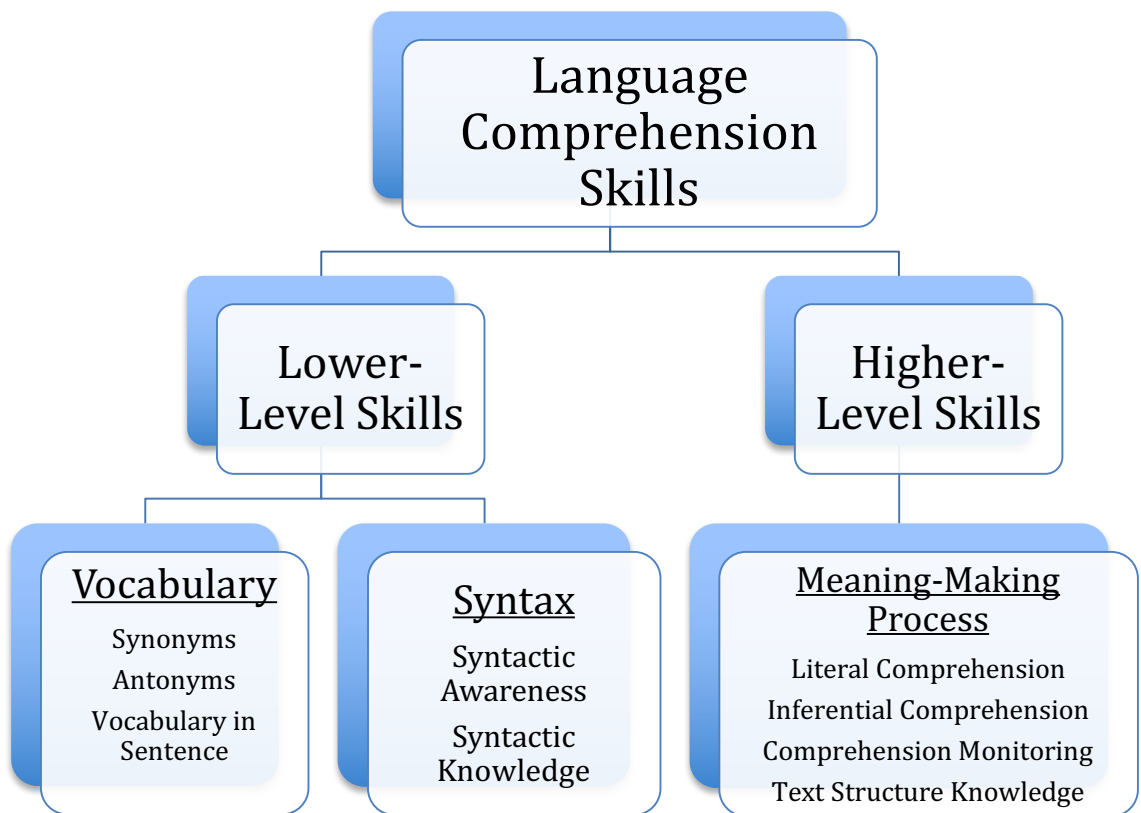 Language
Comprehension
Skills
Lower-
Level Skills
Higher-
Level Skills
Vocabulary
Synonyms
Antonyms
Vocabulary in
Sentence
Syntax
Syntactic
Awareness
Syntactic
Knowledge
Meaning-Making
Process
Literal Comprehension
Inferential Comprehension
Comprehension Monitoring
Text Structure Knowledge